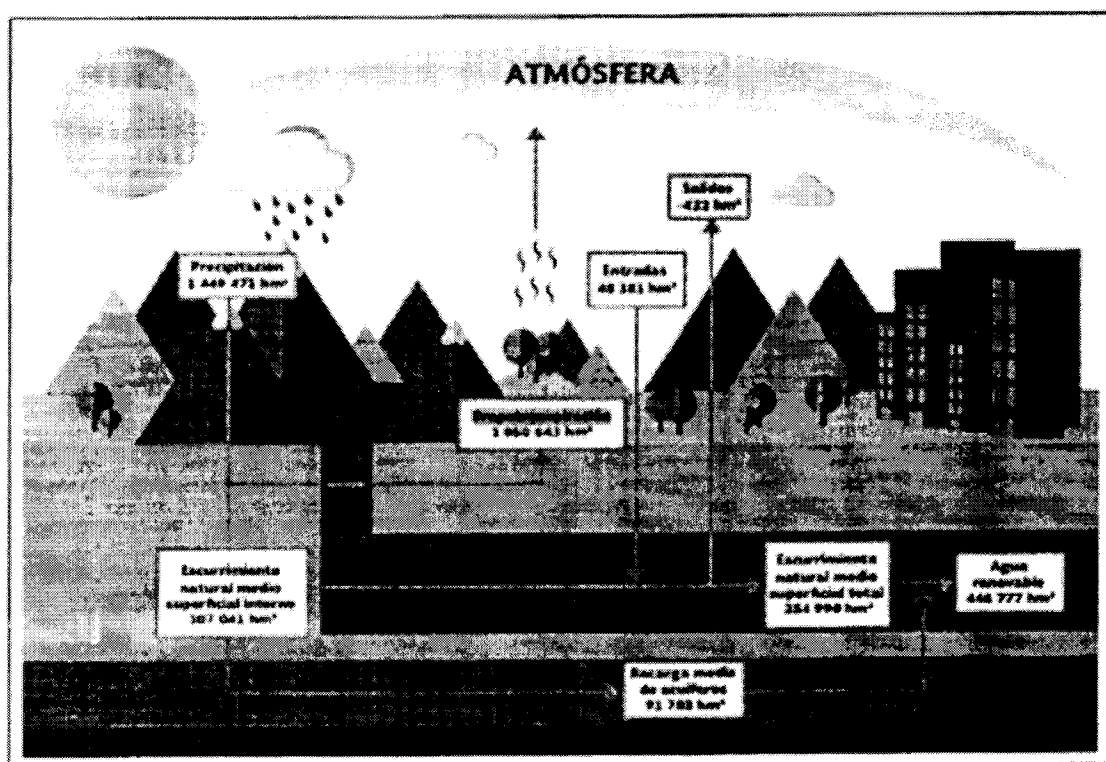 ATMÓSFERA
Salidas
-432 hm³
Precipitación
1 449 471 hm³
Entradas
48 381 hm³
Evapotranspiración
1 050 643 hm³
Escurrimiento
natural medio
superficial interno
307 041 hm³
Escurrimiento
natural medio
superficial total
354 990 hm³
Agua
renovable
446 777 hm³
Recarga media
de acuíferos
91 788 hm³